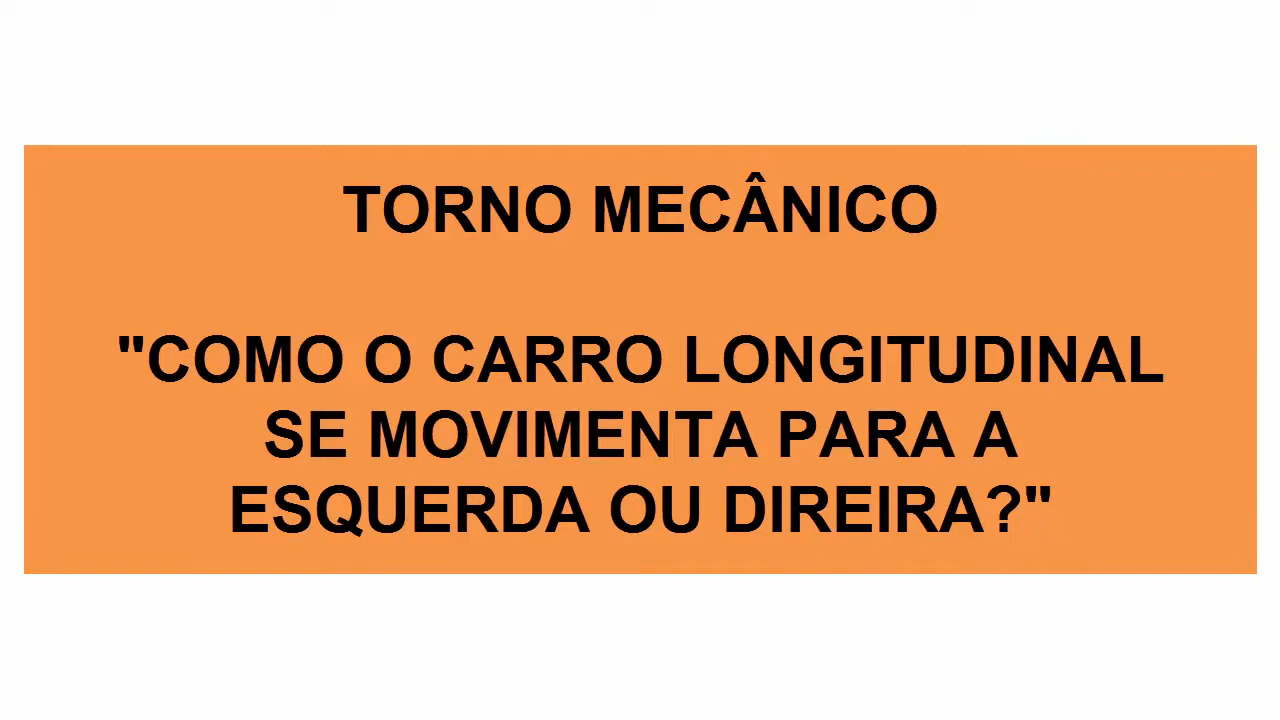 TORNO MECÂNICO
"COMO O CARRO LONGITUDINAL
SE MOVIMENTA PARA A
ESQUERDA OU DIREIRA?"